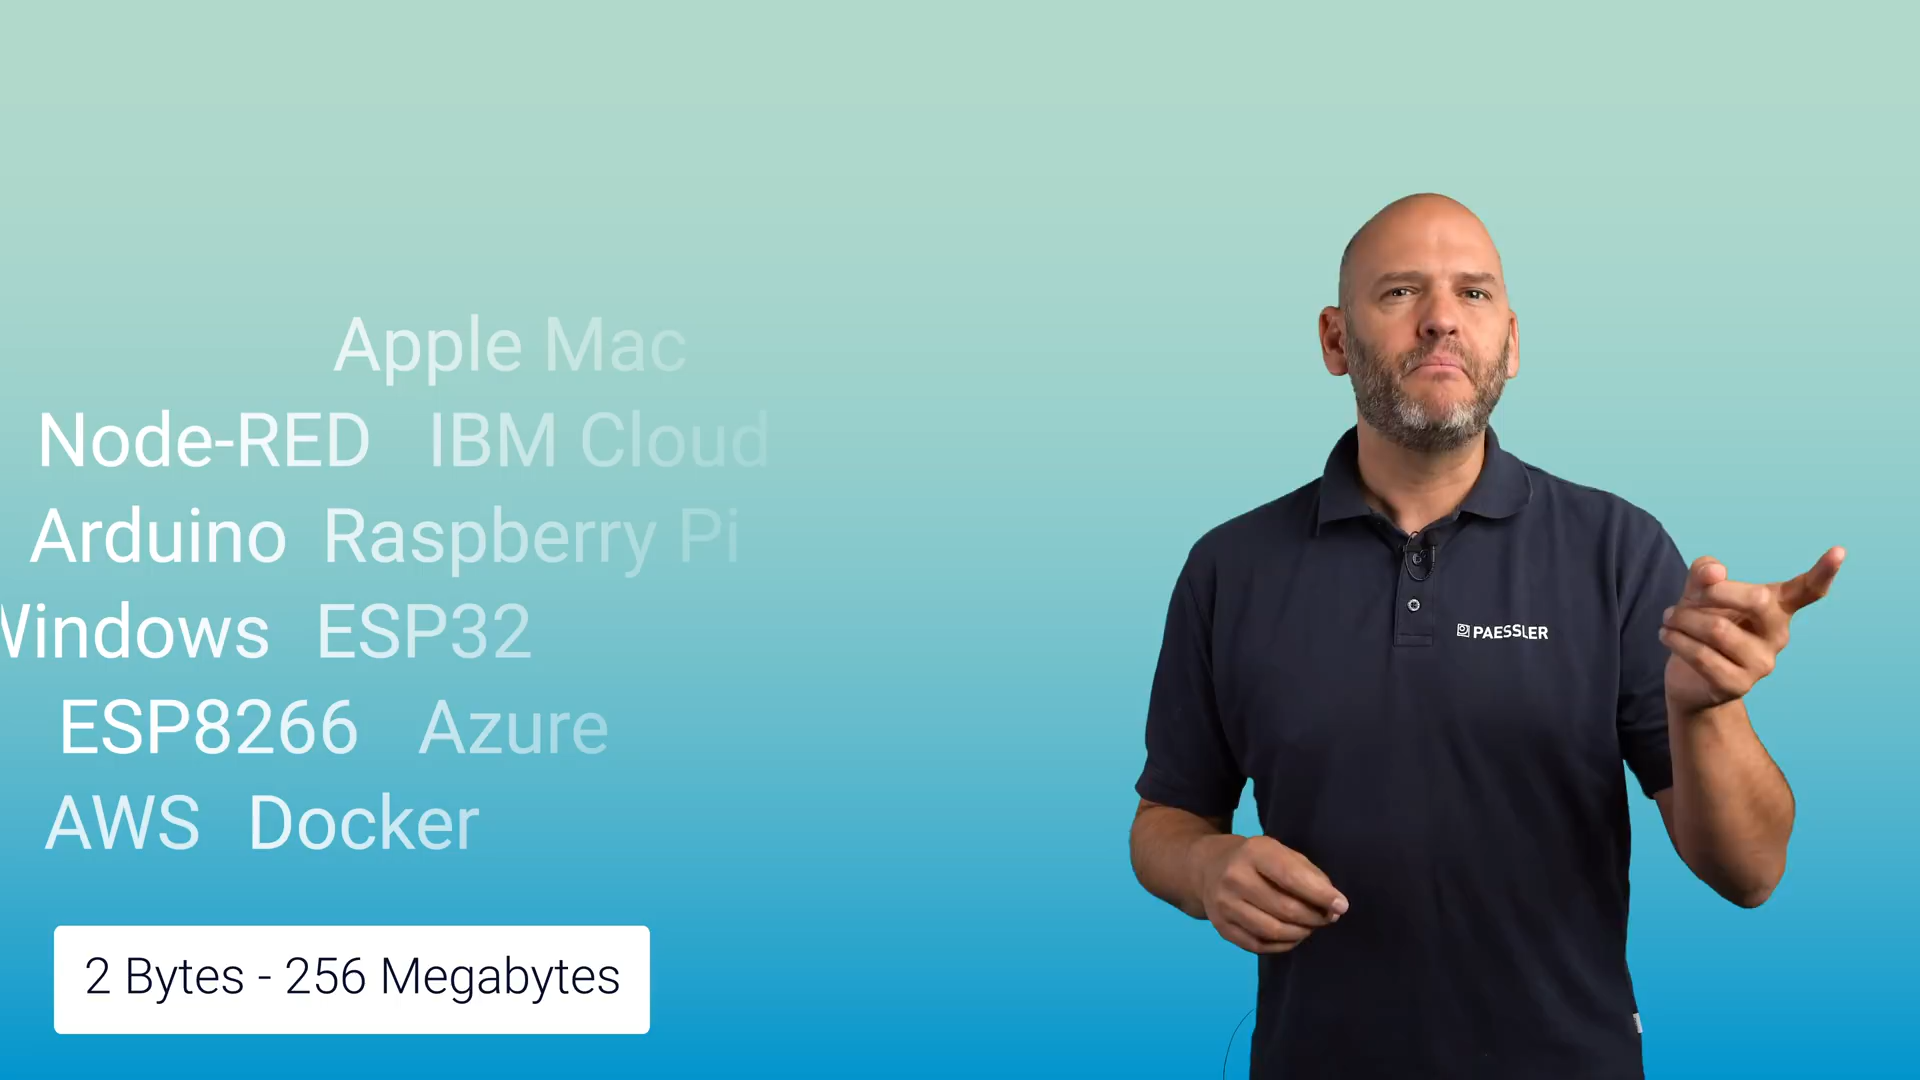 Apple Mac
Node-RED IBM Cloud
Arduino Raspberry Pi
Windows ESP32
ESP8266 Azure
AWS Docker
2 Bytes - 256 Megabytes
PAESSLER